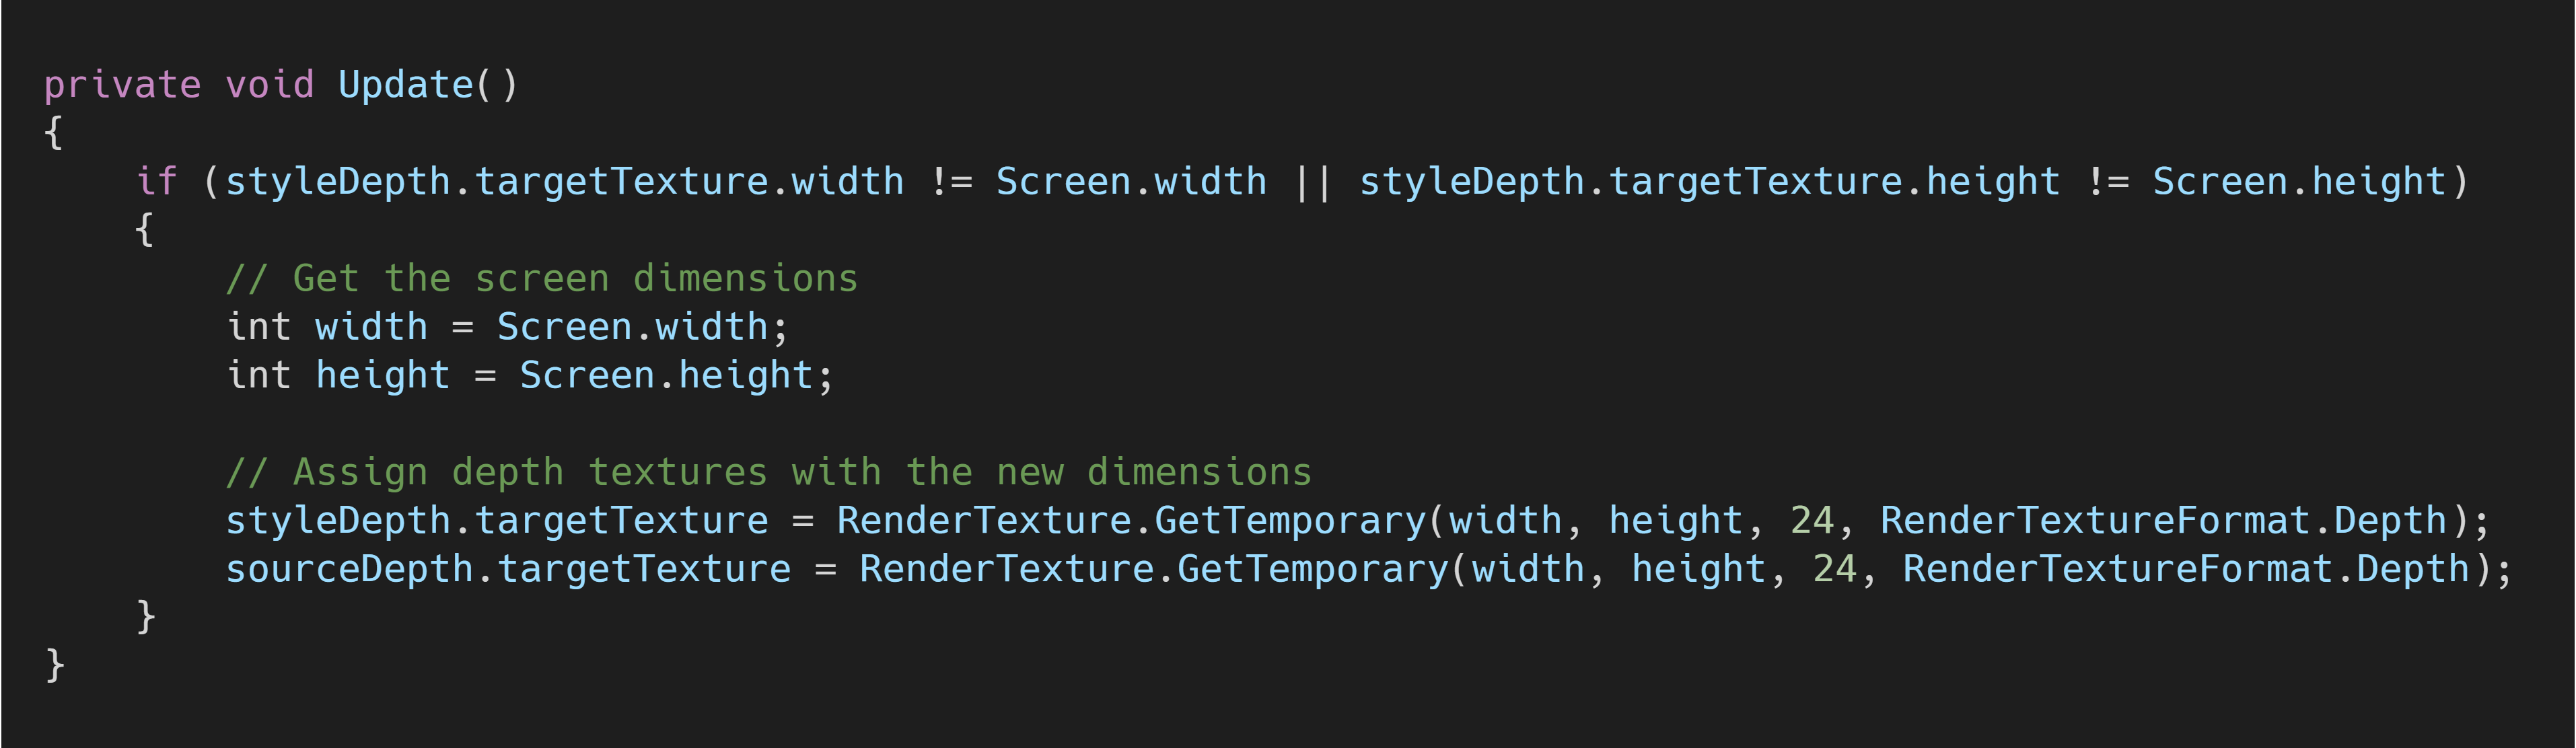 private void Update()
{
    if (styleDepth.targetTexture.width != Screen.width || styleDepth.targetTexture.height != Screen.height)
    {
        // Get the screen dimensions
        int width = Screen.width;
        int height = Screen.height;

        // Assign depth textures with the new dimensions
        styleDepth.targetTexture = RenderTexture.GetTemporary(width, height, 24, RenderTextureFormat.Depth);
        sourceDepth.targetTexture = RenderTexture.GetTemporary(width, height, 24, RenderTextureFormat.Depth);
    }
}